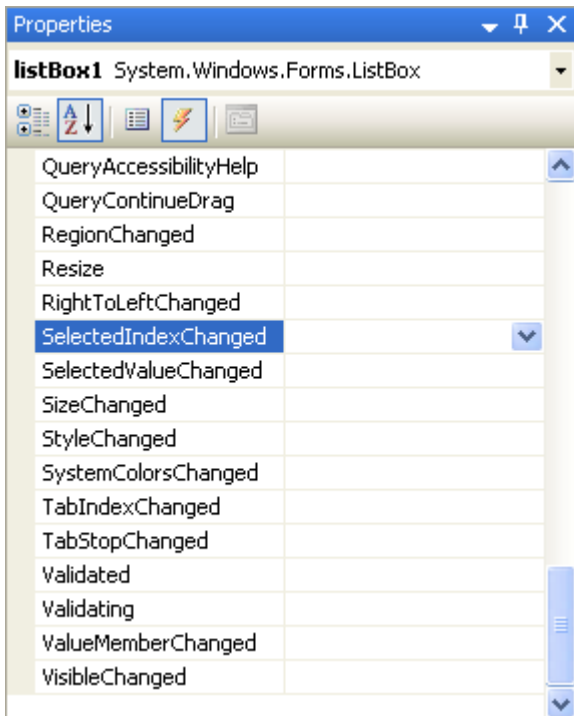 Properties
listBox1 System.Windows.Forms.ListBox
A
Z
QueryAccessibilityHelp
QueryContinueDrag
RegionChanged
Resize
RightToLeftChanged
SelectedIndexChanged
SelectedValueChanged
SizeChanged
StyleChanged
SystemColorsChanged
TabIndexChanged
TabStopChanged
Validated
Validating
ValueMemberChanged
VisibleChanged